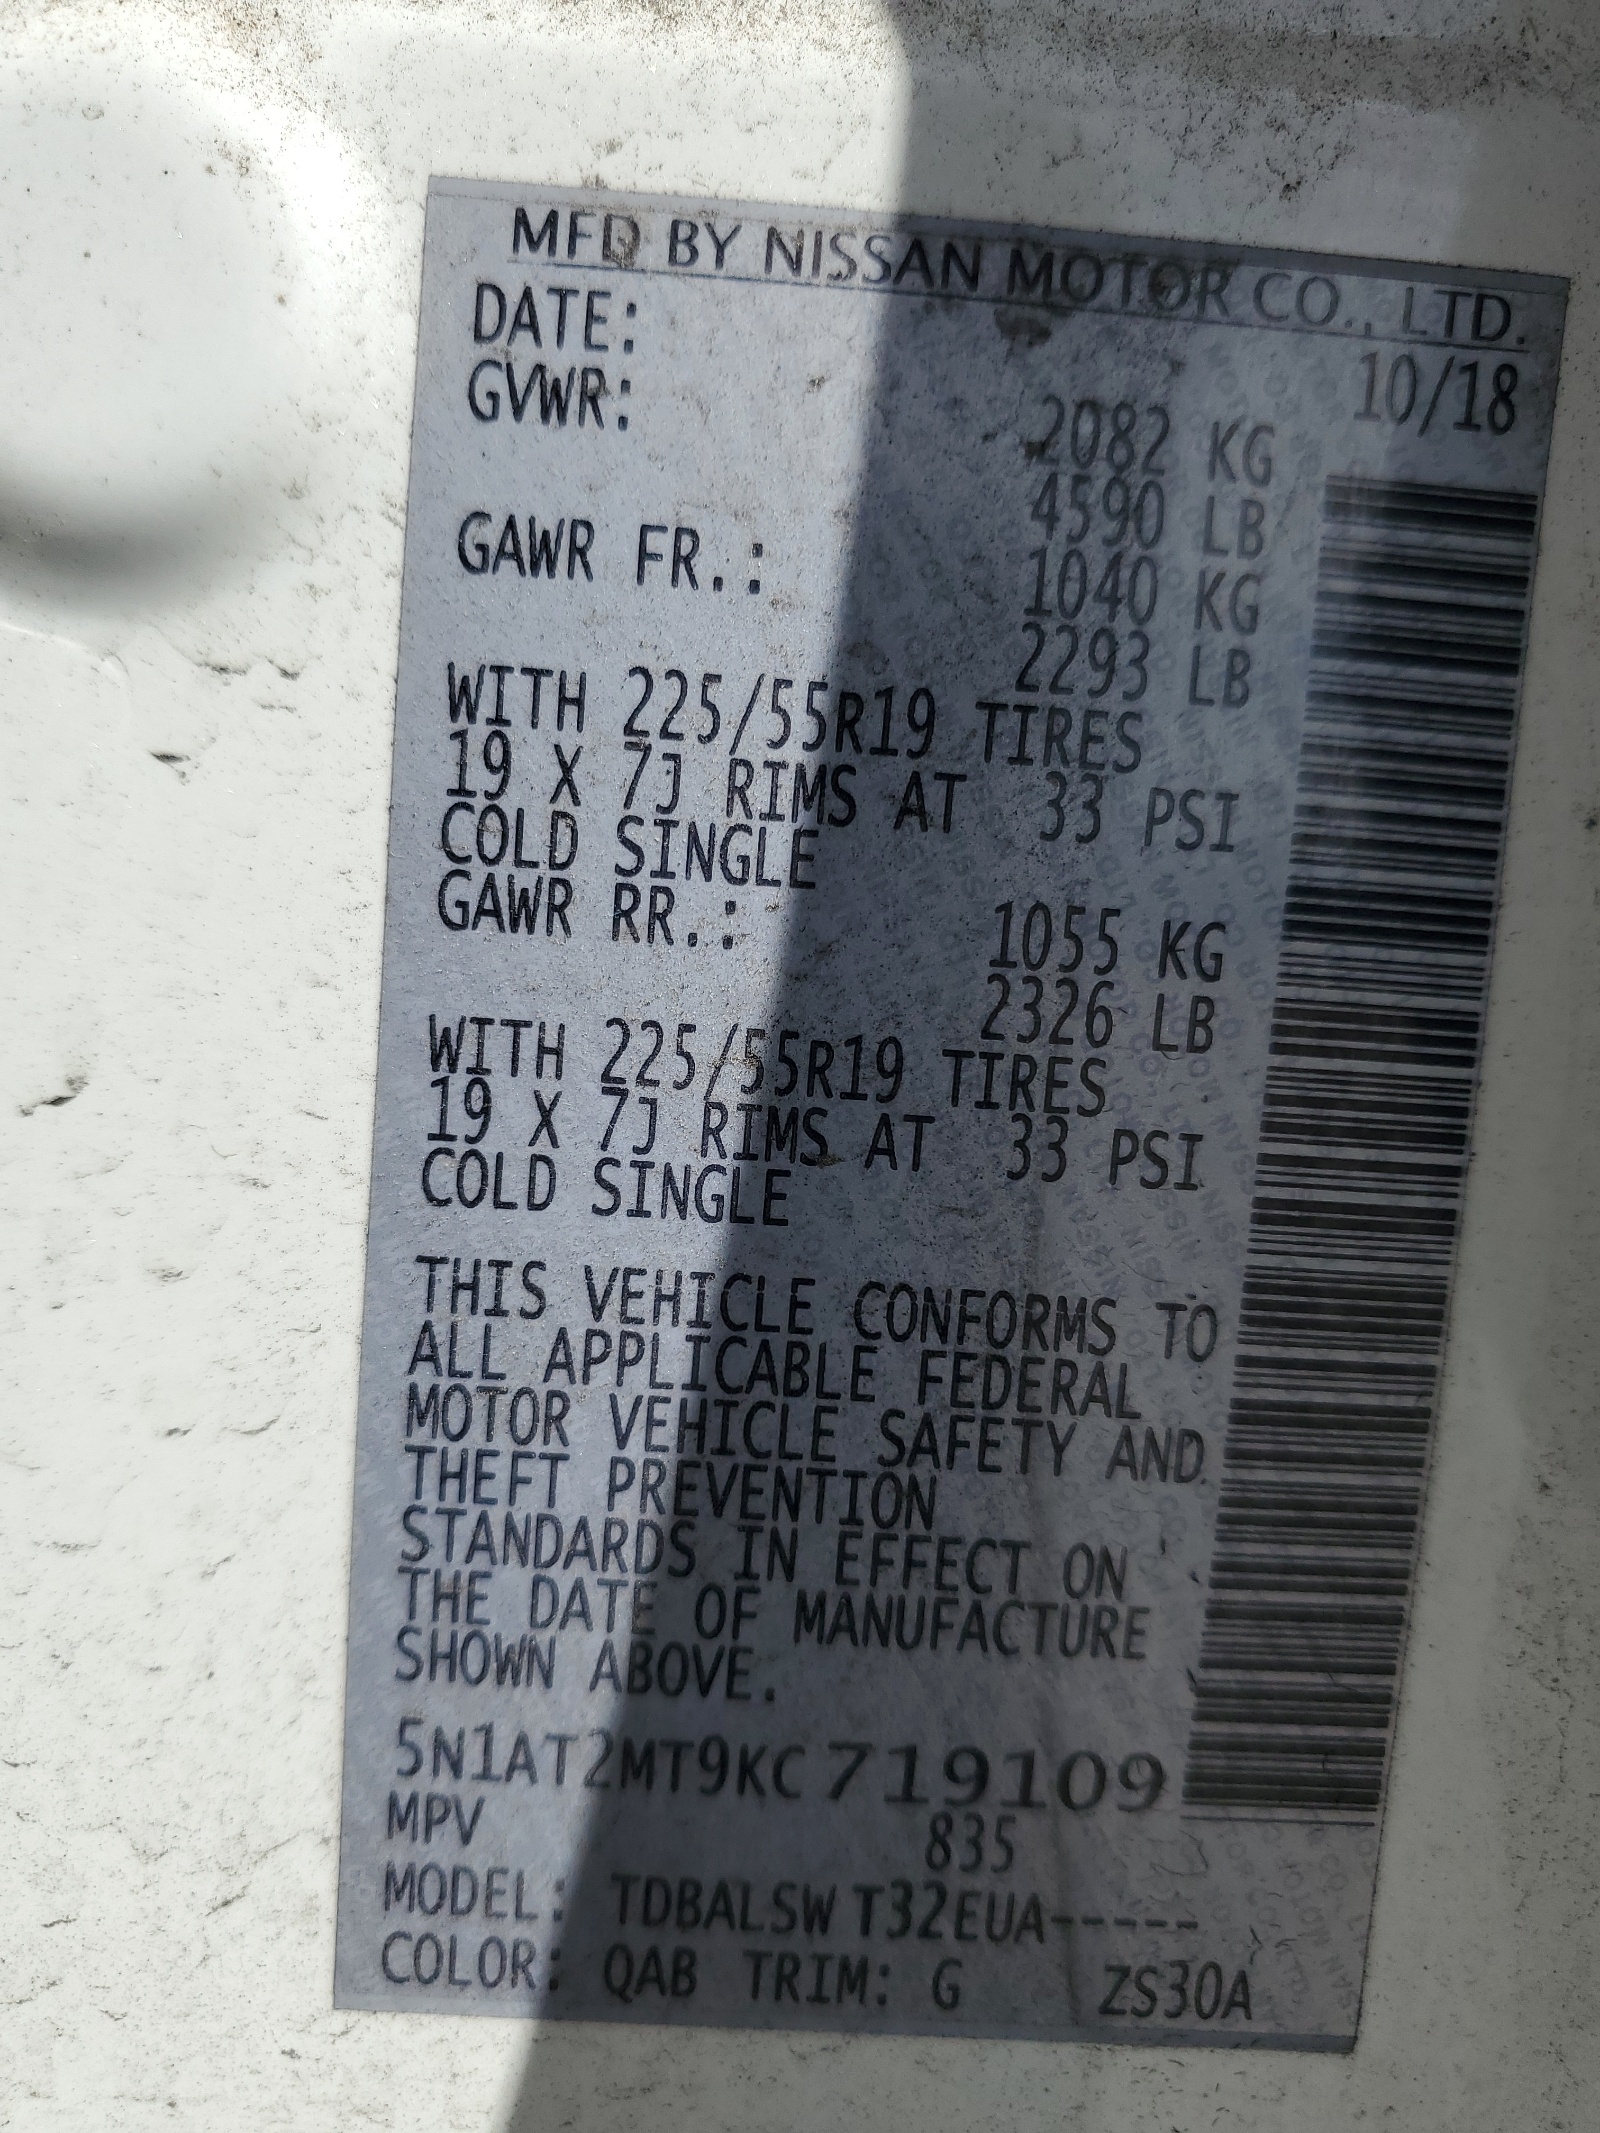 MFD BY NISSAN MOTOR CO., LTD.
DATE: 10/18
GVWR: 2082 KG
4590 LB
GAWR FR.: 1040 KG
2293 LB
WITH 225/55R19 TIRES
19 X 7J RIMS AT 33 PSI
COLD SINGLE
GAWR RR.: 1055 KG
2326 LB
WITH 225/55R19 TIRES
19 X 7J RIMS AT 33 PSI
COLD SINGLE
THIS VEHICLE CONFORMS TO
ALL APPLICABLE FEDERAL
MOTOR VEHICLE SAFETY AND
THEFT PREVENTION
STANDARDS IN EFFECT ON
THE DATE OF MANUFACTURE
SHOWN ABOVE.
5N1AT2MT9KC719109
MPV 835
MODEL: TDBALSW T32EUA-----
COLOR: QAB TRIM: G ZS30A